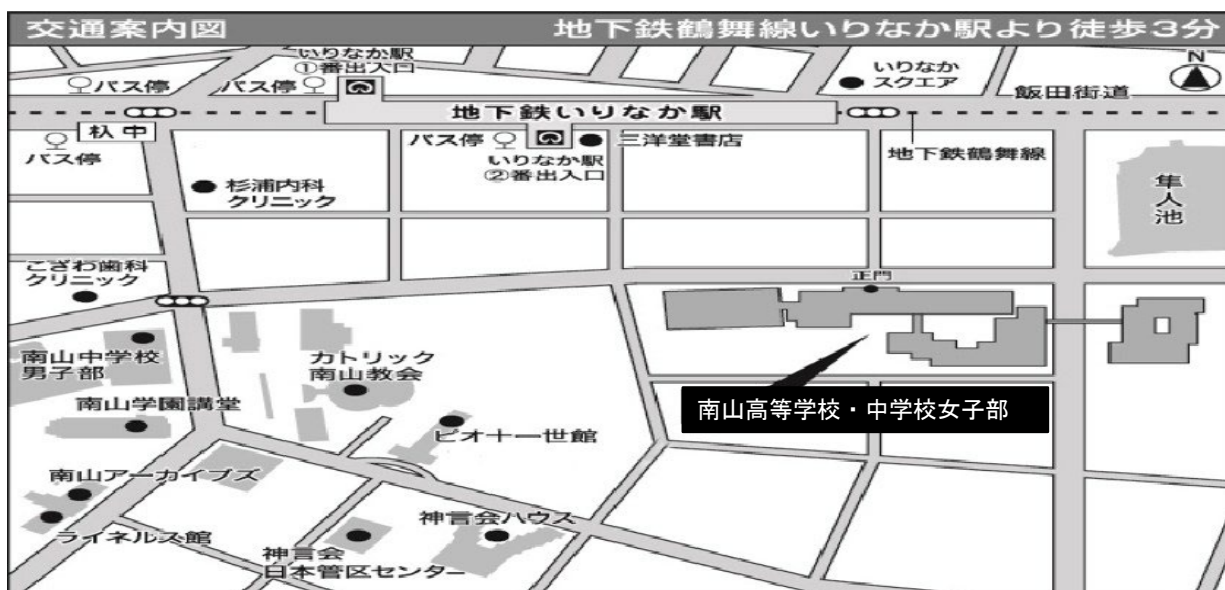 交通案内図
地下鉄鶴舞線いりなか駅より徒歩3分
いりなか駅
①番出入口
バス停
バス停
いりなか
スクエア
N
飯田街道
地下鉄いりなか駅
杁中
バス停
バス停
三洋堂書店
いりなか駅
②番出入口
地下鉄鶴舞線
杉浦内科
クリニック
隼人池
こざわ歯科
クリニック
正門
南山中学校
男子部
カトリック
南山教会
南山高等学校・中学校女子部
南山学園講堂
ピオ十一世館
南山アーカイブズ
ライネルス館
神言会ハウス
神言会
日本管区センター